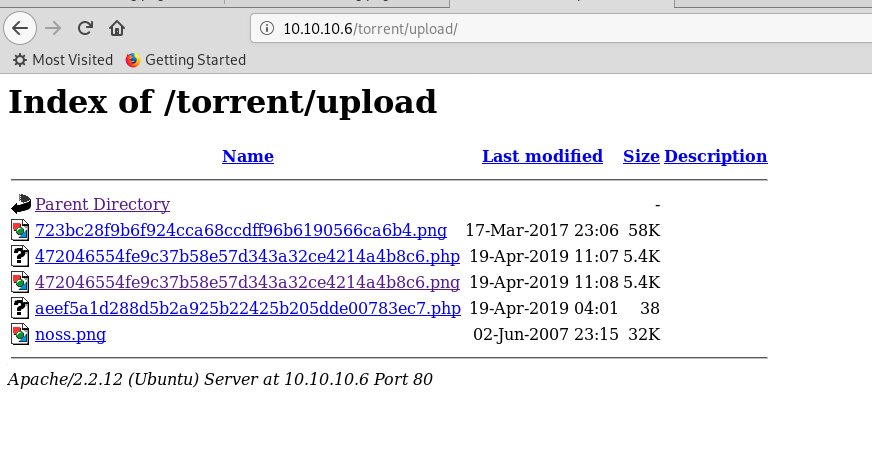 10.10.10.6/torrent/upload/
Most Visited Getting Started
Index of /torrent/upload
Name Last modified Size Description
Parent Directory -
723bc28f9b6f924cca68ccdff96b6190566ca6b4.png 17-Mar-2017 23:06 58K
472046554fe9c37b58e57d343a32ce4214a4b8c6.php 19-Apr-2019 11:07 5.4K
472046554fe9c37b58e57d343a32ce4214a4b8c6.png 19-Apr-2019 11:08 5.4K
aeef5a1d288d5b2a925b22425b205dde00783ec7.php 19-Apr-2019 04:01 38
noss.png 02-Jun-2007 23:15 32K
Apache/2.2.12 (Ubuntu) Server at 10.10.10.6 Port 80